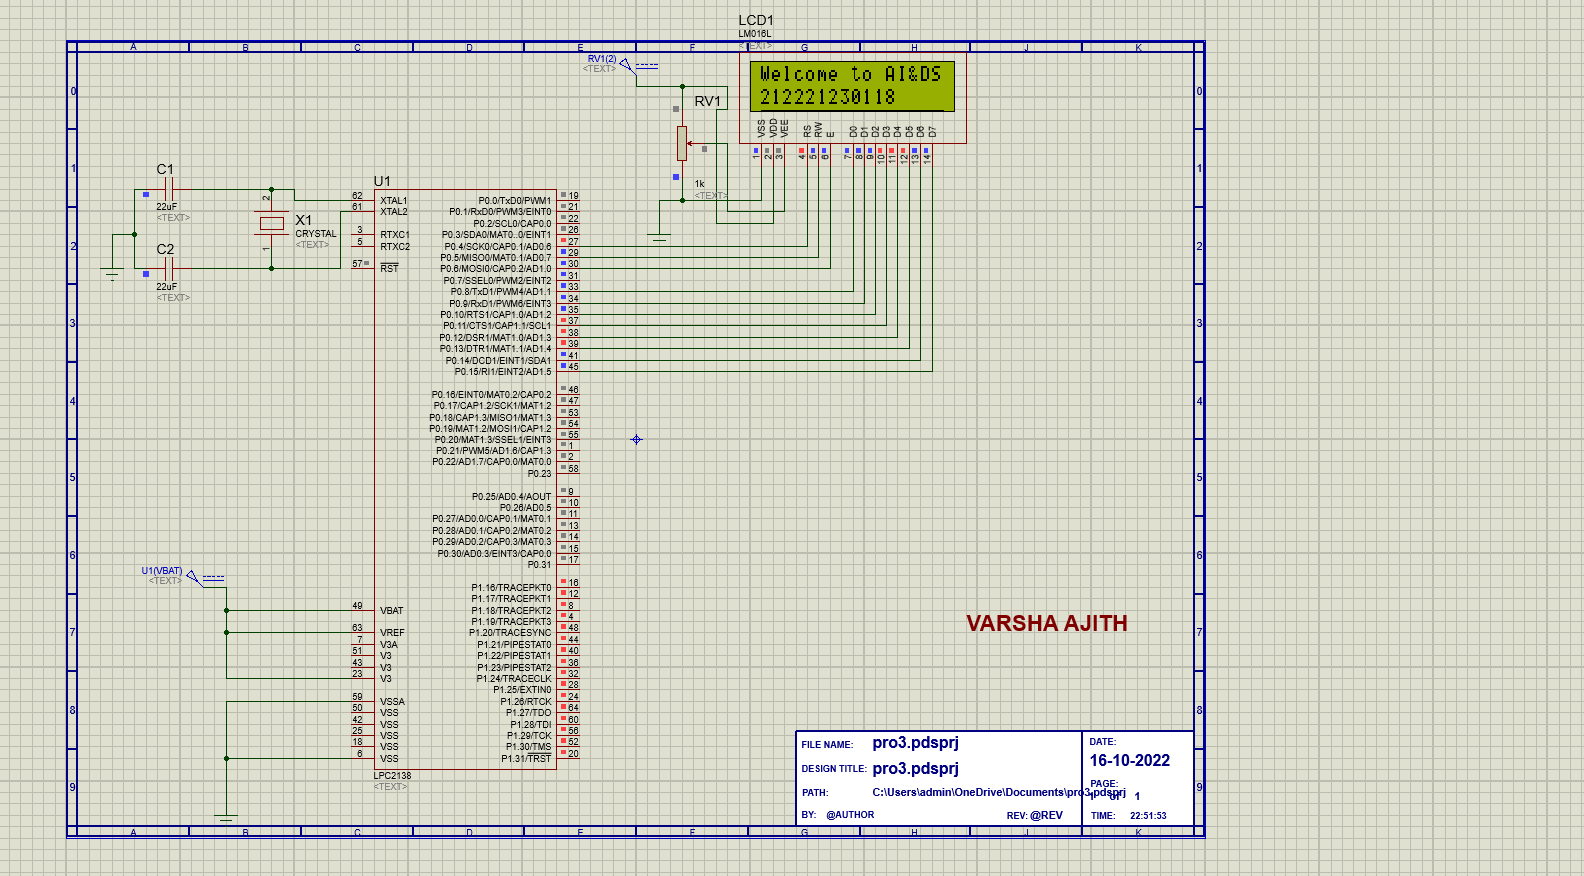 LCD1
LM016L
<TEXT>
A B C D E F G H J K
RV1(2)
<TEXT>
Welcome to AI&DS
212221230118
RV1
1k
<TEXT>
VSS VDD VEE RS RW E D0 D1 D2 D3 D4 D5 D6 D7
1 2 3 4 5 6 7 8 9 10 11 12 13 14
0 0
1 1
2 2
3 3
4 4
5 5
6 6
7 7
8 8
9 9
C1
22uF
<TEXT>
C2
22uF
<TEXT>
2
1
X1
CRYSTAL
<TEXT>
U1
62 XTAL1
61 XTAL2
3 RTXC1
5 RTXC2
57 RST
P0.0/TxD0/PWM1 19
P0.1/RxD0/PWM3/EINT0 21
P0.2/SCL0/CAP0.0 22
P0.3/SDA0/MAT0..0/EINT1 26
P0.4/SCK0/CAP0.1/AD0.6 27
P0.5/MISO0/MAT0.1/AD0.7 29
P0.6/MOSI0/CAP0.2/AD1.0 30
P0.7/SSEL0/PWM2/EINT2 31
P0.8/TxD1/PWM4/AD1.1 33
P0.9/RxD1/PWM6/EINT3 34
P0.10/RTS1/CAP1.0/AD1.2 35
P0.11/CTS1/CAP1.1/SCL1 37
P0.12/DSR1/MAT1.0/AD1.3 38
P0.13/DTR1/MAT1.1/AD1.4 39
P0.14/DCD1/EINT1/SDA1 41
P0.15/RI1/EINT2/AD1.5 45
P0.16/EINT0/MAT0.2/CAP0.2 46
P0.17/CAP1.2/SCK1/MAT1.2 47
P0.18/CAP1.3/MISO1/MAT1.3 53
P0.19/MAT1.2/MOSI1/CAP1.2 54
P0.20/MAT1.3/SSEL1/EINT3 55
P0.21/PWM5/AD1.6/CAP1.3 1
P0.22/AD1.7/CAP0.0/MAT0.0 2
P0.23 58
P0.25/AD0.4/AOUT 9
P0.26/AD0.5 10
P0.27/AD0.0/CAP0.1/MAT0.1 11
P0.28/AD0.1/CAP0.2/MAT0.2 13
P0.29/AD0.2/CAP0.3/MAT0.3 14
P0.30/AD0.3/EINT3/CAP0.0 15
P0.31 17
P1.16/TRACEPKT0 16
P1.17/TRACEPKT1 12
P1.18/TRACEPKT2 8
P1.19/TRACEPKT3 4
P1.20/TRACESYNC 48
P1.21/PIPESTAT0 44
P1.22/PIPESTAT1 40
P1.23/PIPESTAT2 36
P1.24/TRACECLK 32
P1.25/EXTIN0 28
P1.26/RTCK 24
P1.27/TDO 64
P1.28/TDI 60
P1.29/TCK 56
P1.30/TMS 52
P1.31/TRST 20
U1(VBAT)
<TEXT>
49 VBAT
63 VREF
7 V3A
51 V3
43 V3
23 V3
59 VSSA
50 VSS
42 VSS
25 VSS
18 VSS
6 VSS
LPC2138
<TEXT>
VARSHA AJITH
FILE NAME: pro3.pdsprj
DESIGN TITLE: pro3.pdsprj
PATH: C:\Users\admin\OneDrive\Documents\pro3.pdsprj
BY: @AUTHOR REV: @REV
DATE:
16-10-2022
PAGE:
1 of 1
TIME: 22:51:53
A B C D E F G H J K